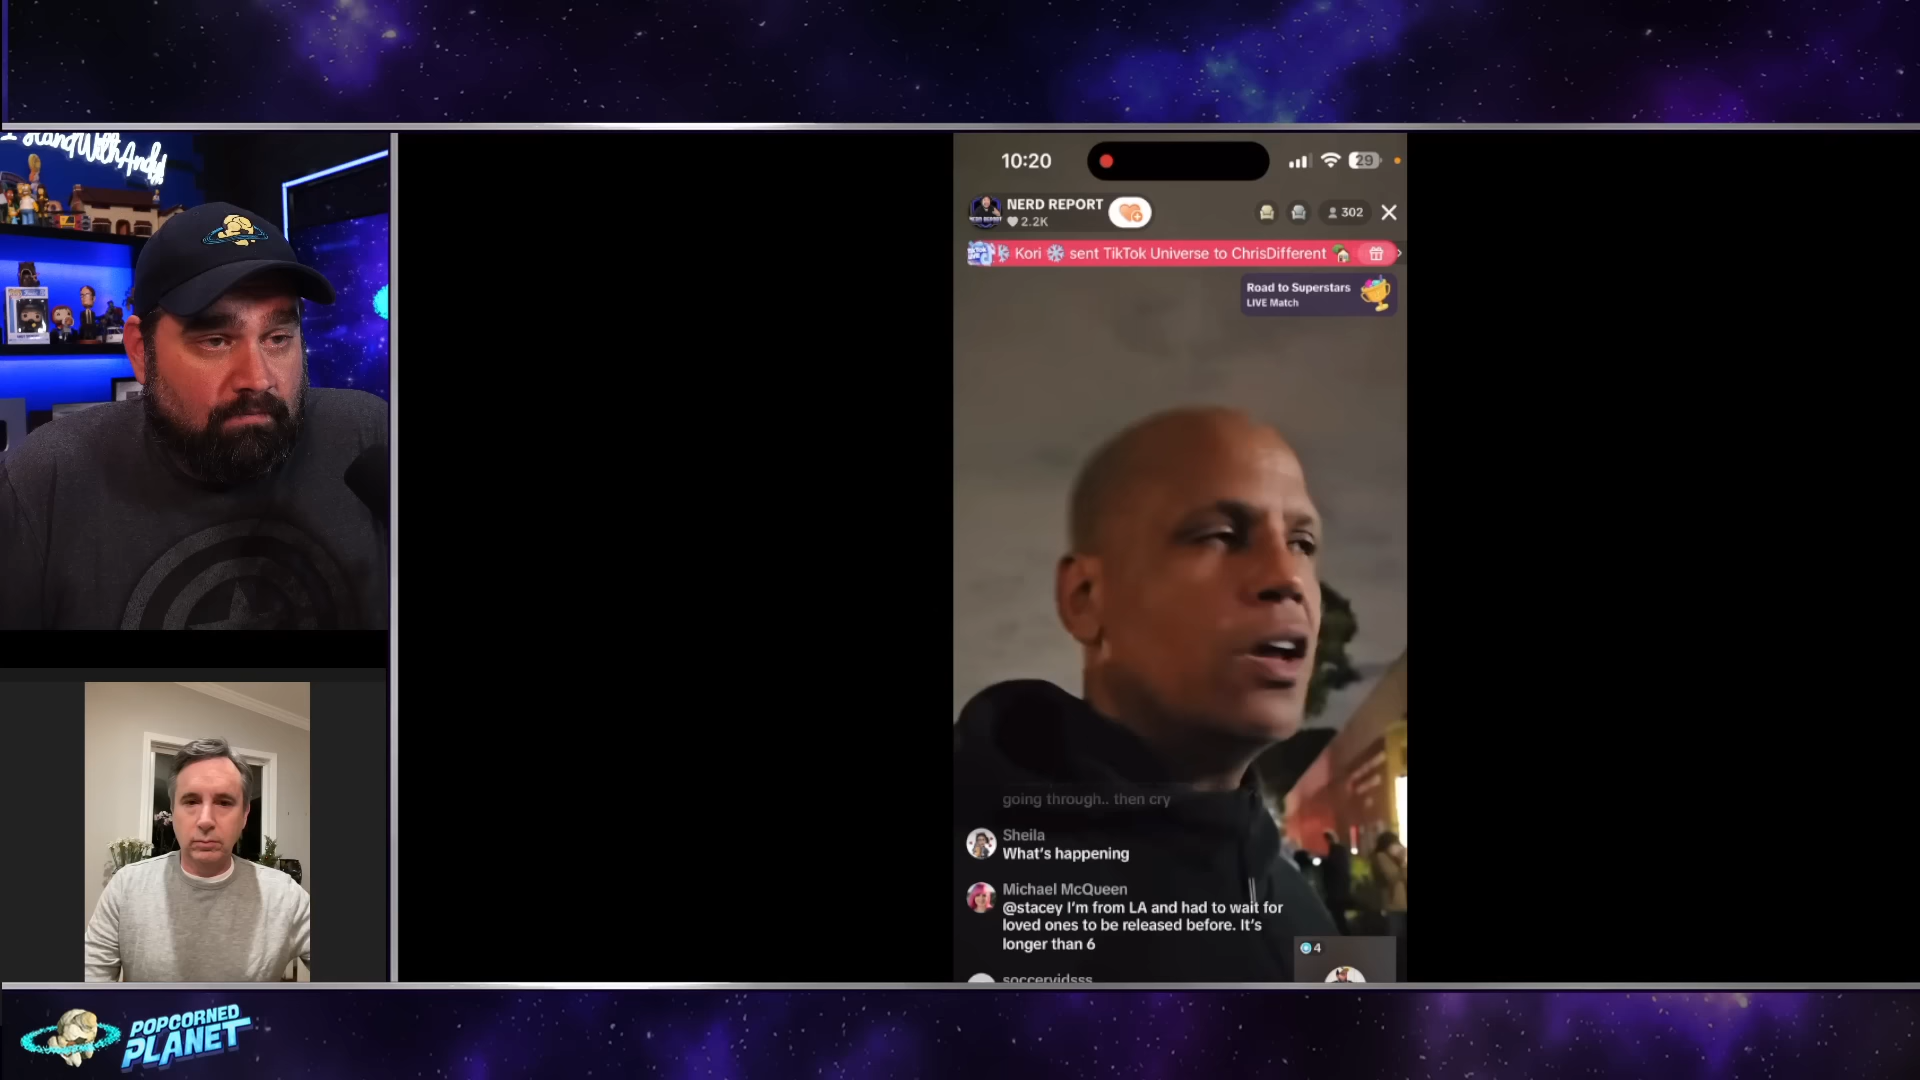 I StandWithAndy!
10:20
29
NERD REPORT
2.2K
302
Kori sent TikTok Universe to ChrisDifferent
Road to Superstars
LIVE Match
going through.. then cry
Sheila
What's happening
Michael McQueen
@stacey I'm from LA and had to wait for
loved ones to be released before. It's
longer than 6
4
soccervidsss
POPCORNED
PLANET